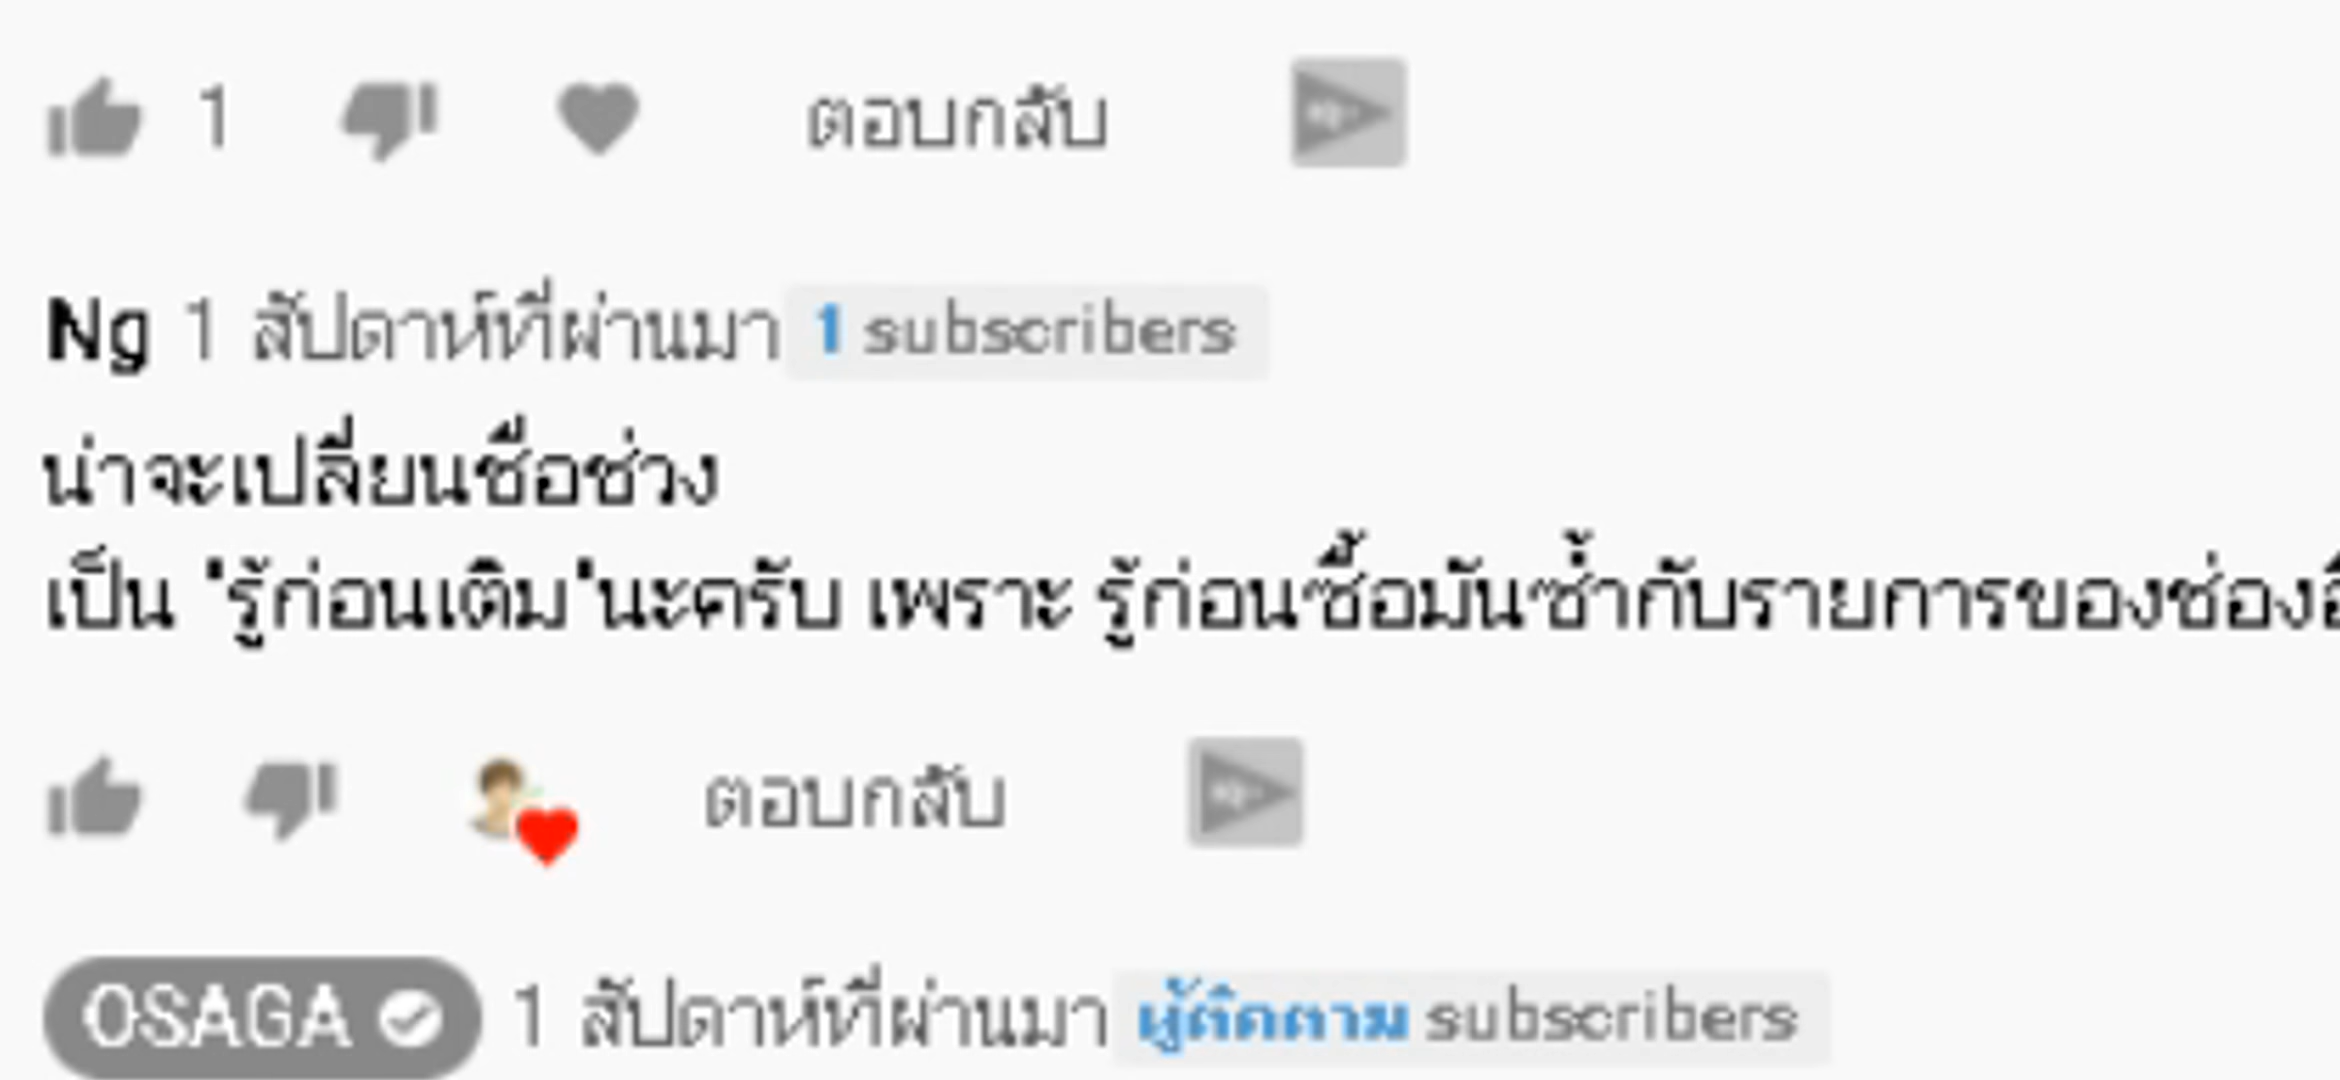 1 ตอบกลับ
Ng 1 สัปดาห์ที่ผ่านมา 1 subscribers
น่าจะเปลี่ยนชื่อช่วง
เป็น "รู้ก่อนเติม"นะครับ เพราะ รู้ก่อนซื้อมันซ้ำกับรายการของช่อง
ตอบกลับ
OSAGA 1 สัปดาห์ที่ผ่านมา ผู้ติดตาม subscribers